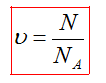 υ = N / N_A